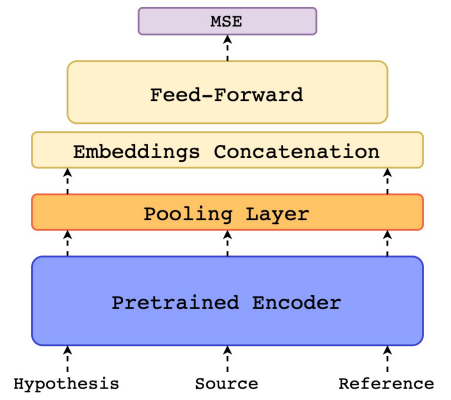 MSE
Feed-Forward
Embeddings Concatenation
Pooling Layer
Pretrained Encoder
Hypothesis Source Reference